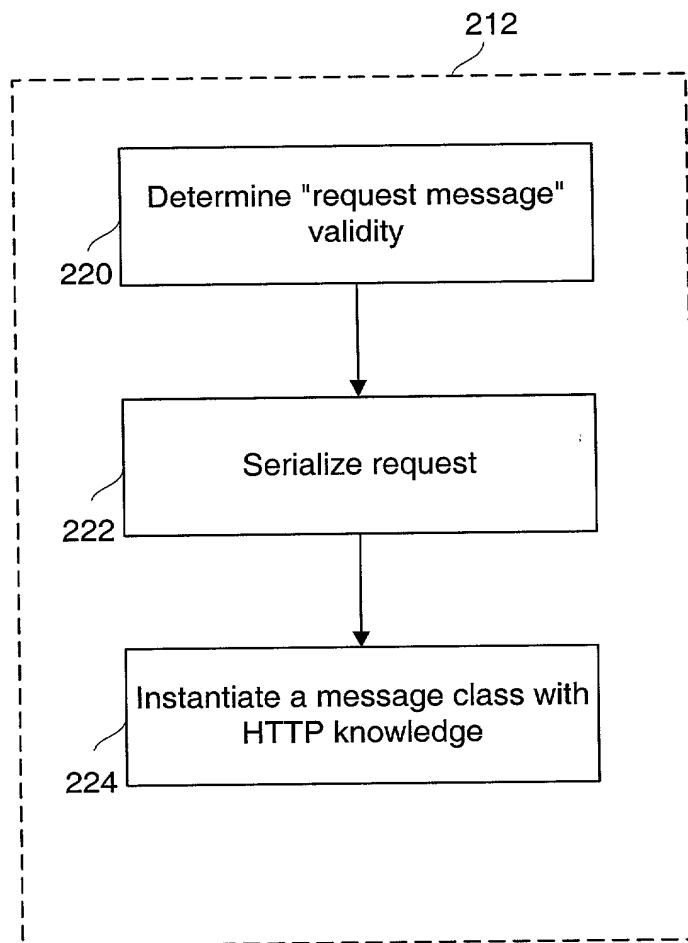 212
Determine "request message"
validity
220
Serialize request
222
Instantiate a message class with
HTTP knowledge
224